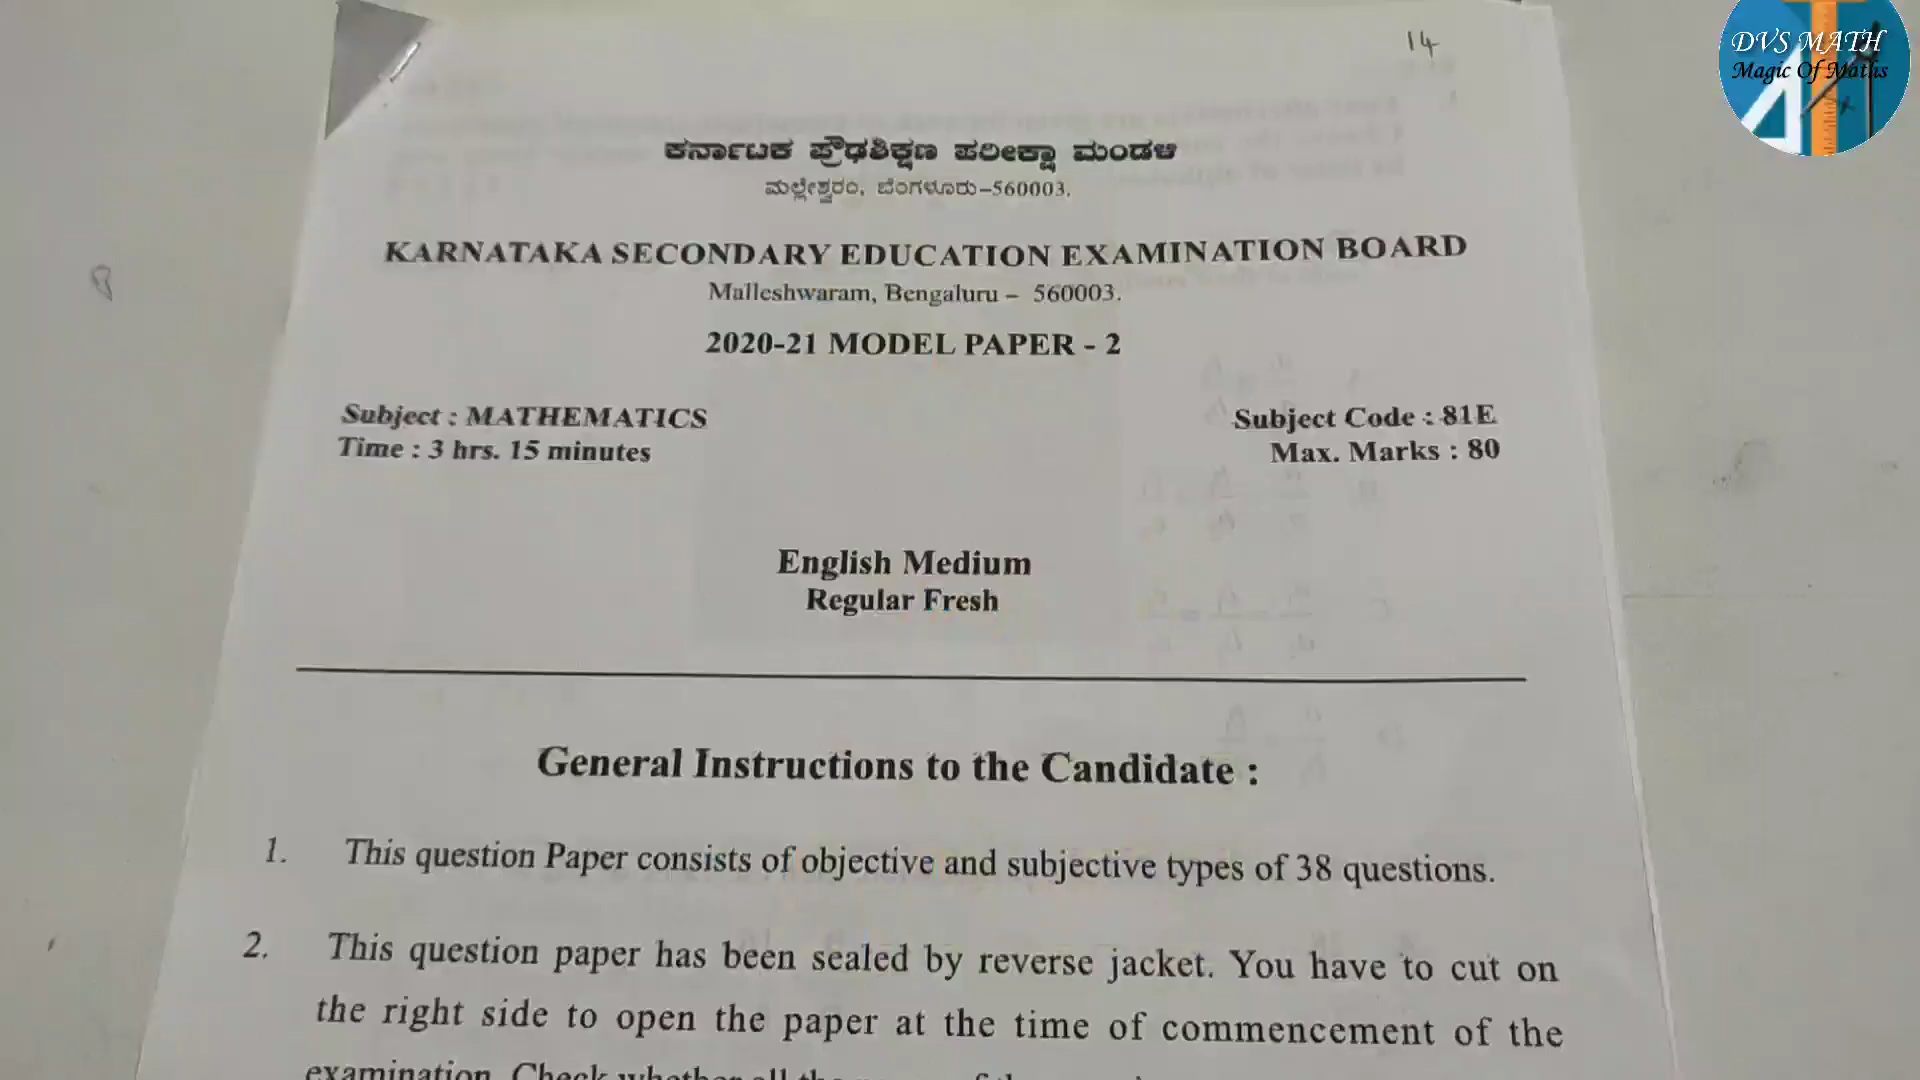 14
DVS MATH
Magic Of Maths
ಕರ್ನಾಟಕ ಪ್ರೌಢಶಿಕ್ಷಣ ಪರೀಕ್ಷಾ ಮಂಡಳಿ
ಮಲ್ಲೇಶ್ವರಂ, ಬೆಂಗಳೂರು–560003.
KARNATAKA SECONDARY EDUCATION EXAMINATION BOARD
Malleshwaram, Bengaluru – 560003.
2020-21 MODEL PAPER - 2
Subject : MATHEMATICS
Subject Code : 81E
Time : 3 hrs. 15 minutes
Max. Marks : 80
English Medium
Regular Fresh
General Instructions to the Candidate :
1. This question Paper consists of objective and subjective types of 38 questions.
2. This question paper has been sealed by reverse jacket. You have to cut on
the right side to open the paper at the time of commencement of the
examination. Check whether all the